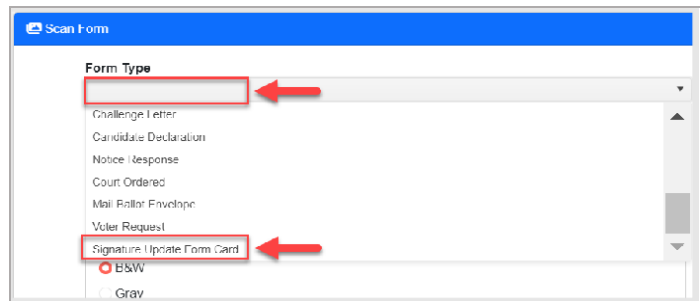 Scan Form
Form Type
Challenge Letter
Candidate Declaration
Notice Response
Court Ordered
Mail Ballot Envelope
Voter Request
Signature Update Form Card
B&W
Gray